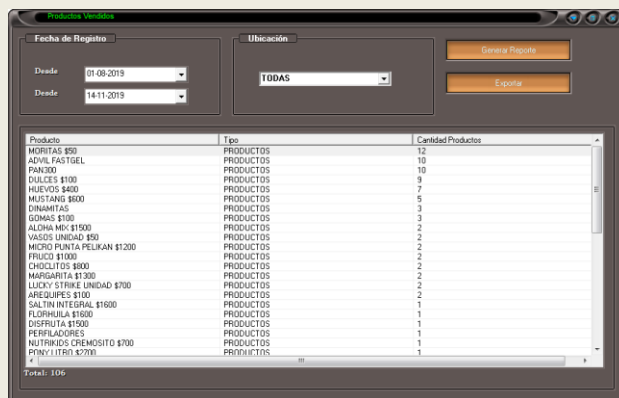 Productos Vendidos
Fecha de Registro
Ubicación
Generar Reporte
Desde 01-08-2019
TODAS
Exportar
Desde 14-11-2019
Producto Tipo Cantidad Productos
MORITAS $50 PRODUCTOS 12
ADVIL FASTGEL PRODUCTOS 10
PAN300 PRODUCTOS 10
DULCES $100 PRODUCTOS 9
HUEVOS $400 PRODUCTOS 7
MUSTANG $600 PRODUCTOS 5
DINAMITAS PRODUCTOS 3
GOMAS $100 PRODUCTOS 3
ALOHA MIX $1500 PRODUCTOS 2
VASOS UNIDAD $50 PRODUCTOS 2
MICRO PUNTA PELIKAN $1200 PRODUCTOS 2
FRUCO $1000 PRODUCTOS 2
CHOCLITOS $800 PRODUCTOS 2
MARGARITA $1300 PRODUCTOS 2
LUCKY STRIKE UNIDAD $700 PRODUCTOS 2
AREQUIPES $100 PRODUCTOS 2
SALTIN INTEGRAL $1600 PRODUCTOS 1
FLORHUILA $1600 PRODUCTOS 1
DISFRUTA $1500 PRODUCTOS 1
PERFILADORES PRODUCTOS 1
NUTRIKIDS CREMOSITO $700 PRODUCTOS 1
PONY LITRO $2700 PRODUCTOS 1
Total: 106